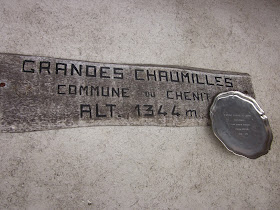 GRANDES CHAUMILLES
COMMUNE DU CHENIT
ALT. 1344 m.